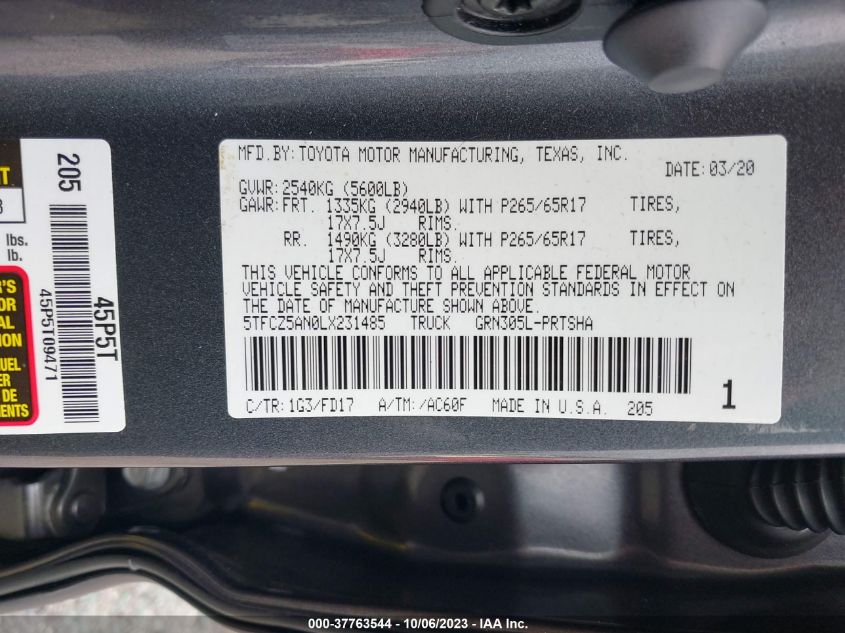 MFD.BY: TOYOTA MOTOR MANUFACTURING, TEXAS, INC.
DATE: 03/20
GVWR: 2540KG (5600LB)
GAWR: FRT. 1335KG (2940LB) WITH P265/65R17 TIRES,
17X7.5J RIMS.
RR. 1490KG (3280LB) WITH P265/65R17 TIRES,
17X7.5J RIMS.
THIS VEHICLE CONFORMS TO ALL APPLICABLE FEDERAL MOTOR
VEHICLE SAFETY AND THEFT PREVENTION STANDARDS IN EFFECT ON
THE DATE OF MANUFACTURE SHOWN ABOVE.
5TFCZ5AN0LX231485 TRUCK GRN305L-PRTSHA
C/TR: 1G3/FD17 A/TM: /AC60F MADE IN U.S.A. 205
1
205
45P5T
45P5T09471
lbs.
lb.
000-37763544 - 10/06/2023 - IAA Inc.